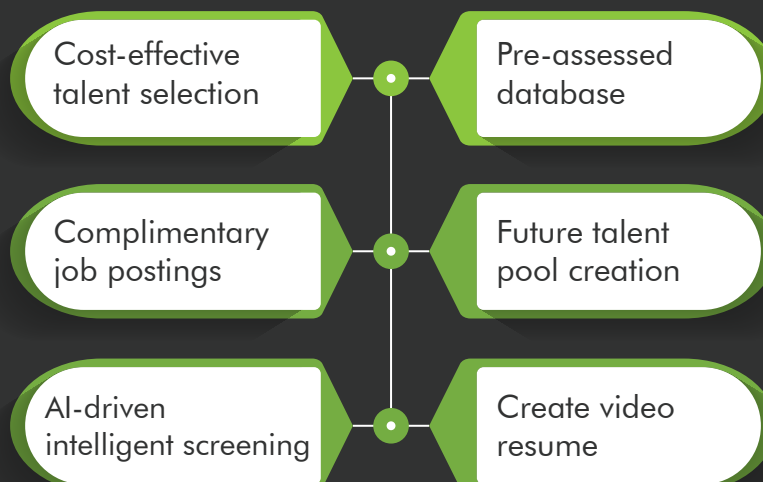 Cost-effective
talent selection
Pre-assessed
database
Complimentary
job postings
Future talent
pool creation
AI-driven
intelligent screening
Create video
resume